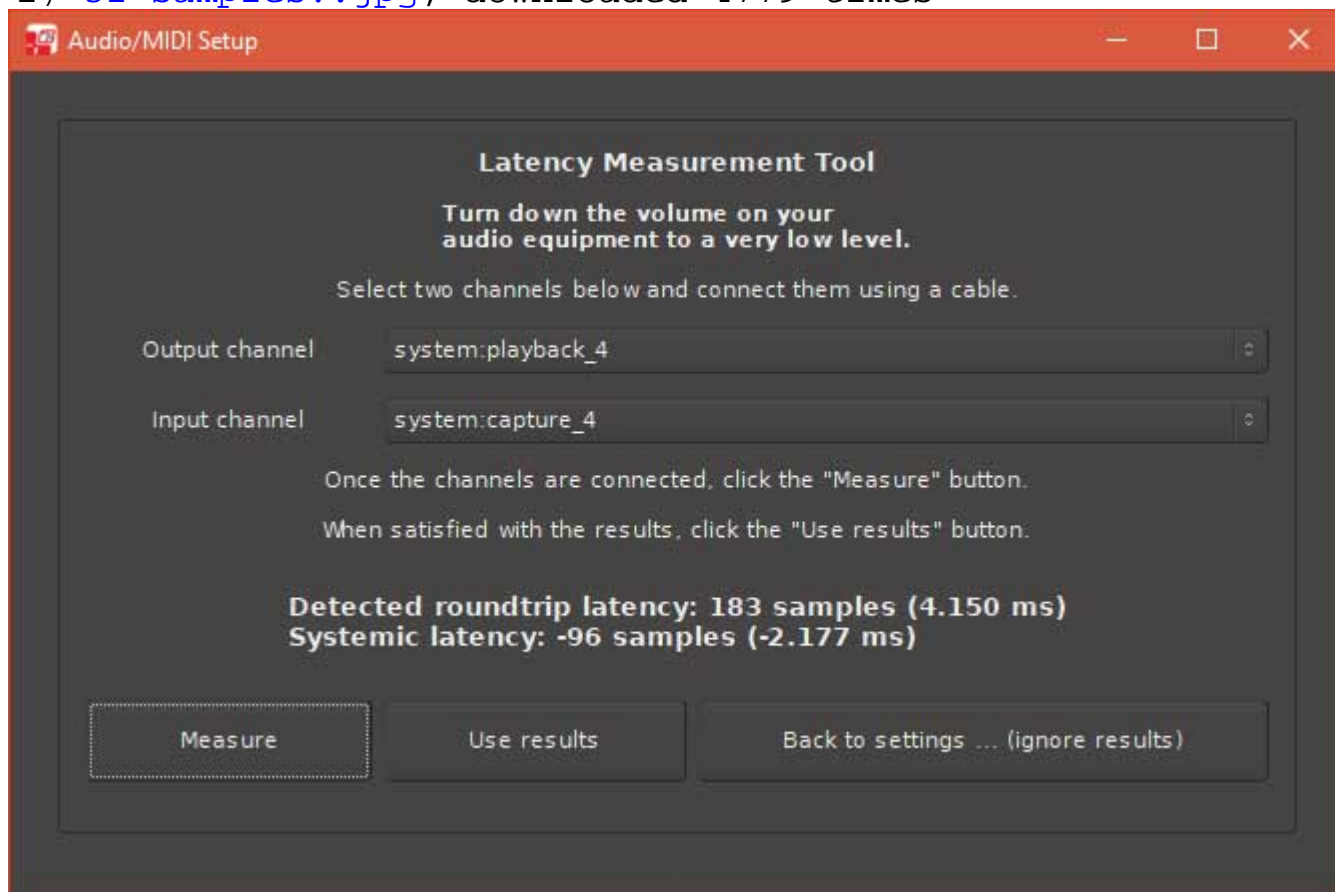 Audio/MIDI Setup
Latency Measurement Tool
Turn down the volume on your
audio equipment to a very low level.
Select two channels below and connect them using a cable.
Output channel system:playback_4
Input channel system:capture_4
Once the channels are connected, click the "Measure" button.
When satisfied with the results, click the "Use results" button.
Detected roundtrip latency: 183 samples (4.150 ms)
Systemic latency: -96 samples (-2.177 ms)
Measure Use results Back to settings ... (ignore results)